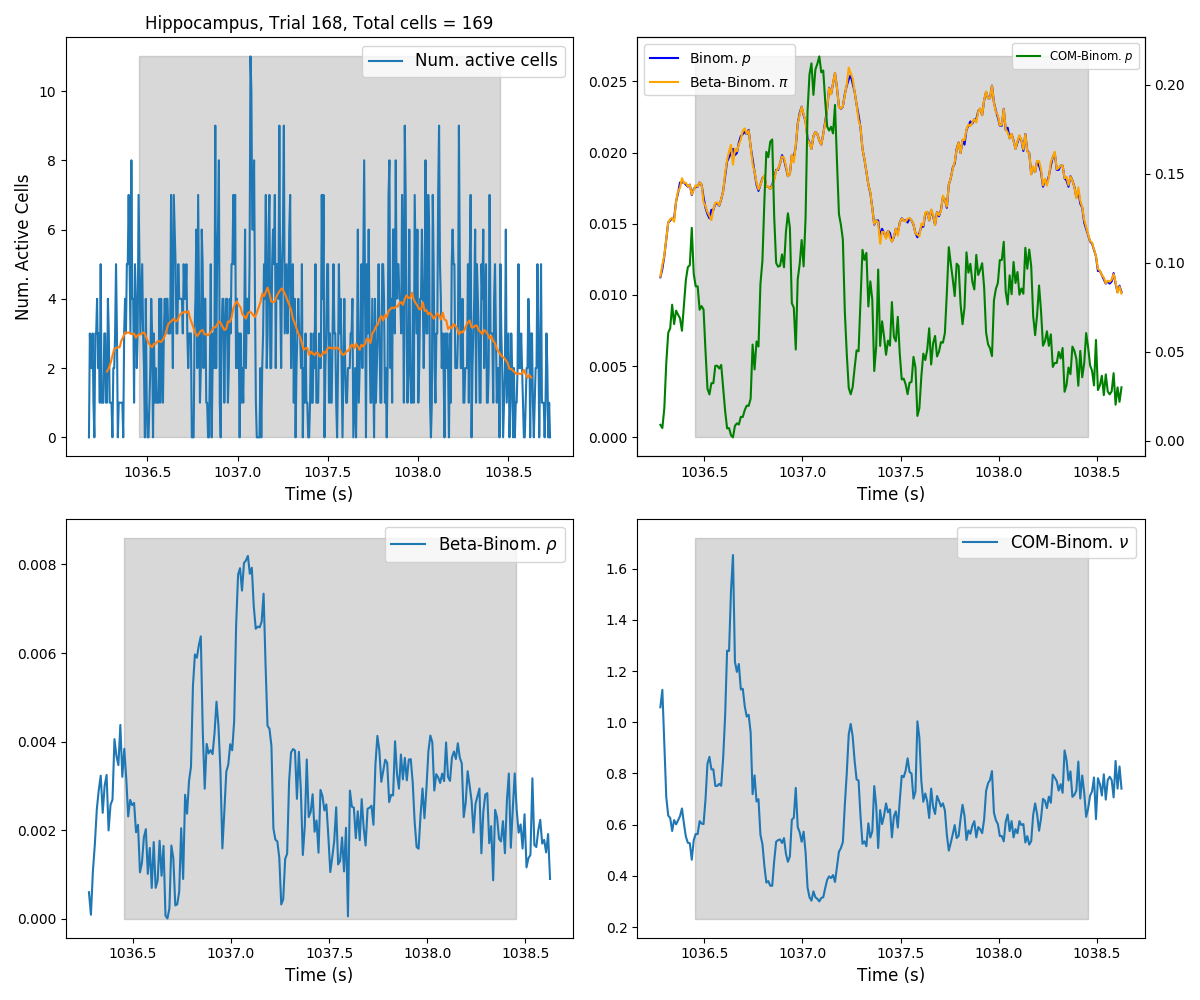 Hippocampus, Trial 168, Total cells = 169
Num. active cells
Num. Active Cells
10
8
6
4
2
0
1036.5 1037.0 1037.5 1038.0 1038.5
Time (s)
Binom. p
Beta-Binom. π
COM-Binom. p
0.025
0.020
0.015
0.010
0.005
0.000
0.20
0.15
0.10
0.05
0.00
1036.5 1037.0 1037.5 1038.0 1038.5
Time (s)
Beta-Binom. ρ
0.008
0.006
0.004
0.002
0.000
1036.5 1037.0 1037.5 1038.0 1038.5
Time (s)
COM-Binom. ν
1.6
1.4
1.2
1.0
0.8
0.6
0.4
0.2
1036.5 1037.0 1037.5 1038.0 1038.5
Time (s)